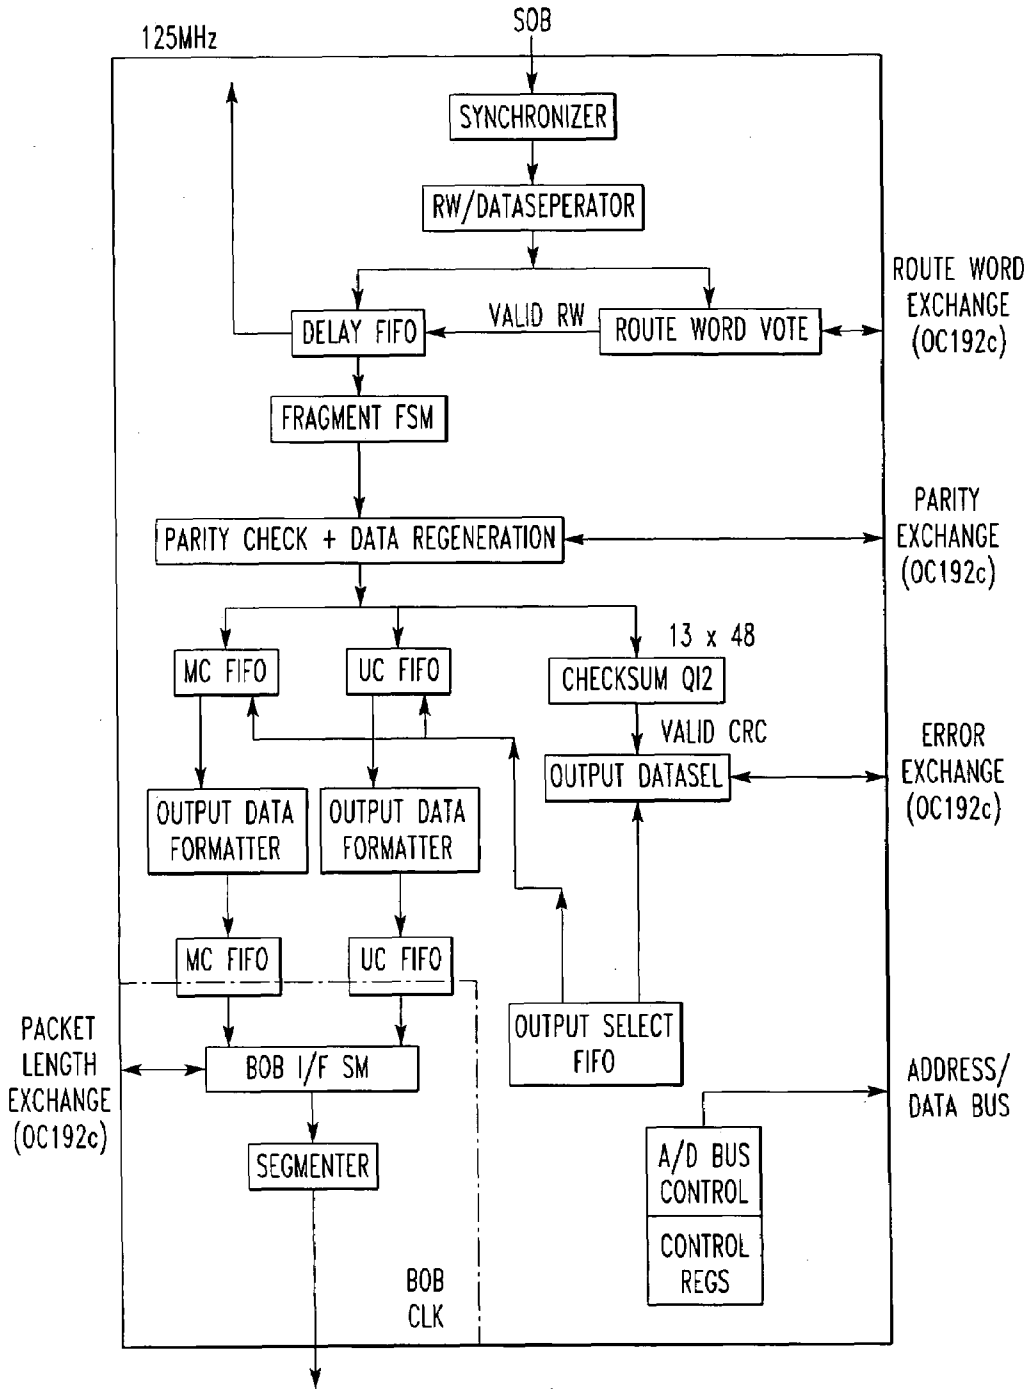 SOB
125MHz
SYNCHRONIZER
RW/DATASEPERATOR
ROUTE WORD
EXCHANGE
(OC192c)
VALID RW
DELAY FIFO
ROUTE WORD VOTE
FRAGMENT FSM
PARITY
EXCHANGE
(OC192c)
PARITY CHECK + DATA REGENERATION
13 x 48
MC FIFO
UC FIFO
CHECKSUM QI2
VALID CRC
ERROR
EXCHANGE
(OC192c)
OUTPUT DATASEL
OUTPUT DATA
FORMATTER
OUTPUT DATA
FORMATTER
MC FIFO
UC FIFO
OUTPUT SELECT
FIFO
PACKET
LENGTH
EXCHANGE
(OC192c)
BOB I/F SM
ADDRESS/
DATA BUS
SEGMENTER
A/D BUS
CONTROL
CONTROL
REGS
BOB
CLK